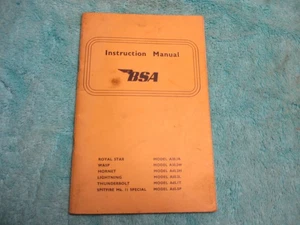 Instruction Manual
BSA
ROYAL STAR MODEL
WASP MODEL
HORNET MODEL
LIGHTNING MODEL
THUNDERBOLT MODEL
SPITFIRE Mk. II SPECIAL MODEL